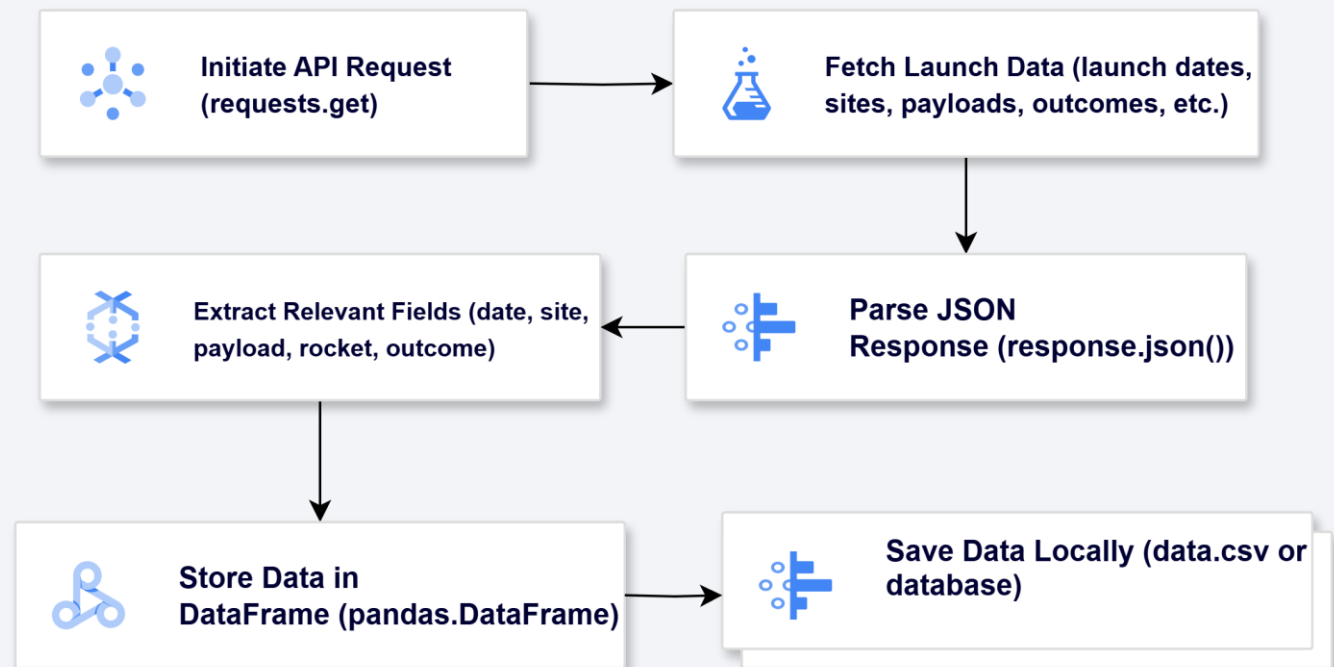 Initiate API Request
(requests.get)
Fetch Launch Data (launch dates,
sites, payloads, outcomes, etc.)
Parse JSON
Response (response.json())
Extract Relevant Fields (date, site,
payload, rocket, outcome)
Store Data in
DataFrame (pandas.DataFrame)
Save Data Locally (data.csv or
database)